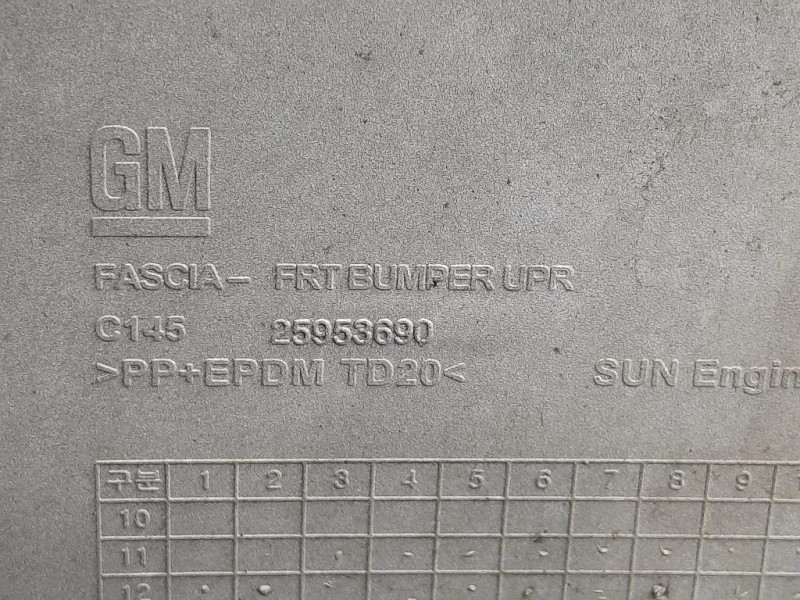 GM
FASCIA- FRT BUMPER UPR
C145 25953690
>PP+EPDM TD20< SUN Engin
구분 1 2 3 4 5 6 7 8 9
10
11
12